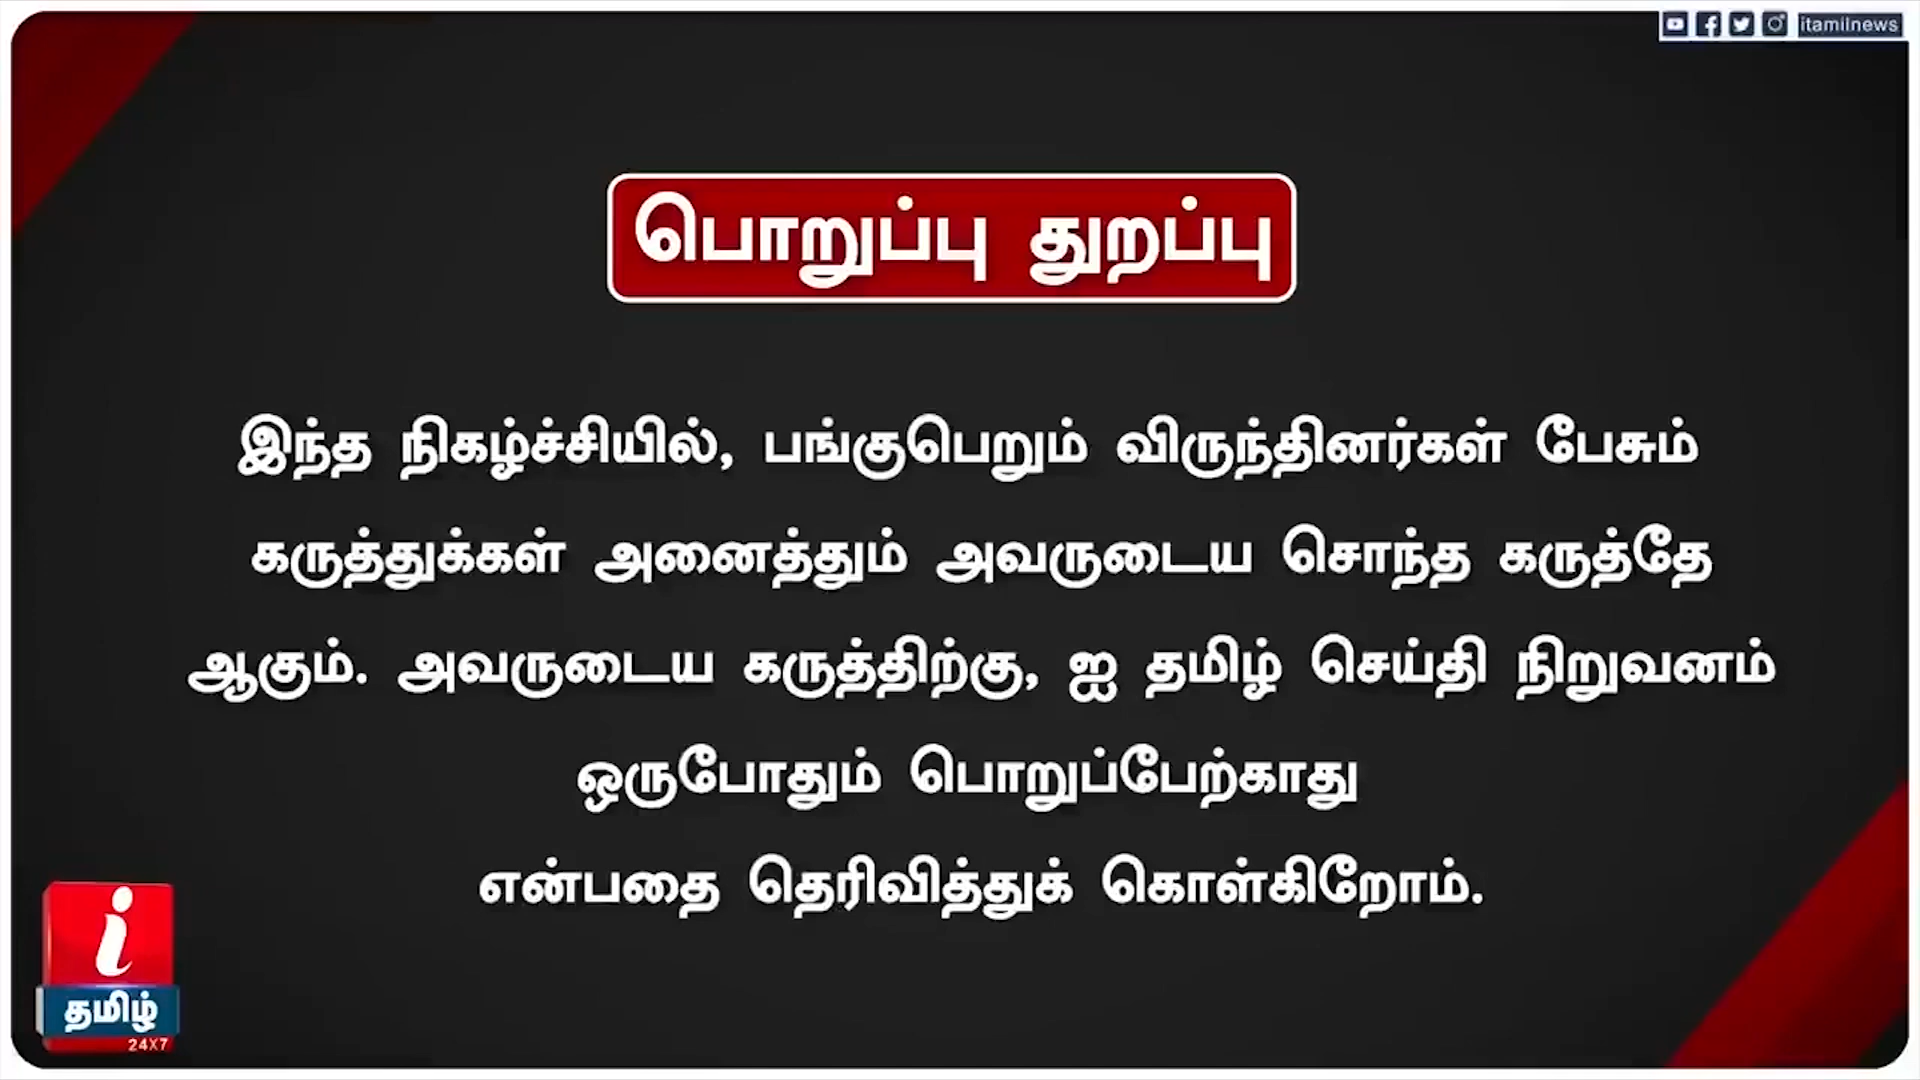 itamilnews
பொறுப்பு துறப்பு
இந்த நிகழ்ச்சியில், பங்குபெறும் விருந்தினர்கள் பேசும்
கருத்துக்கள் அனைத்தும் அவருடைய சொந்த கருத்தே
ஆகும். அவருடைய கருத்திற்கு, ஐ தமிழ் செய்தி நிறுவனம்
ஒருபோதும் பொறுப்பேற்காது
என்பதை தெரிவித்துக் கொள்கிறோம்.
i
தமிழ்
24X7